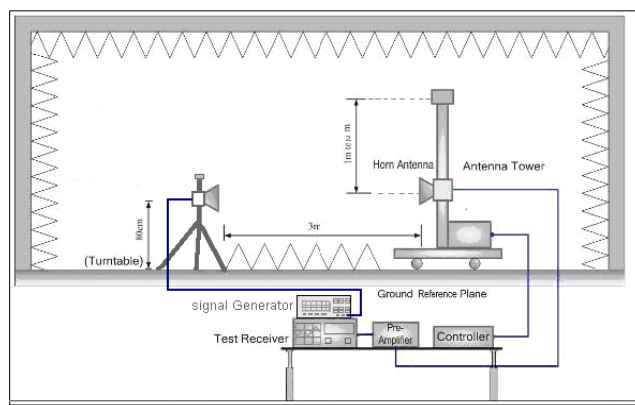 1m to 4 m
Horn Antenna
Antenna Tower
80cm
3m
(Turntable)
Ground Reference Plane
signal Generator
Test Receiver
Pre-
Amplifier
Controller